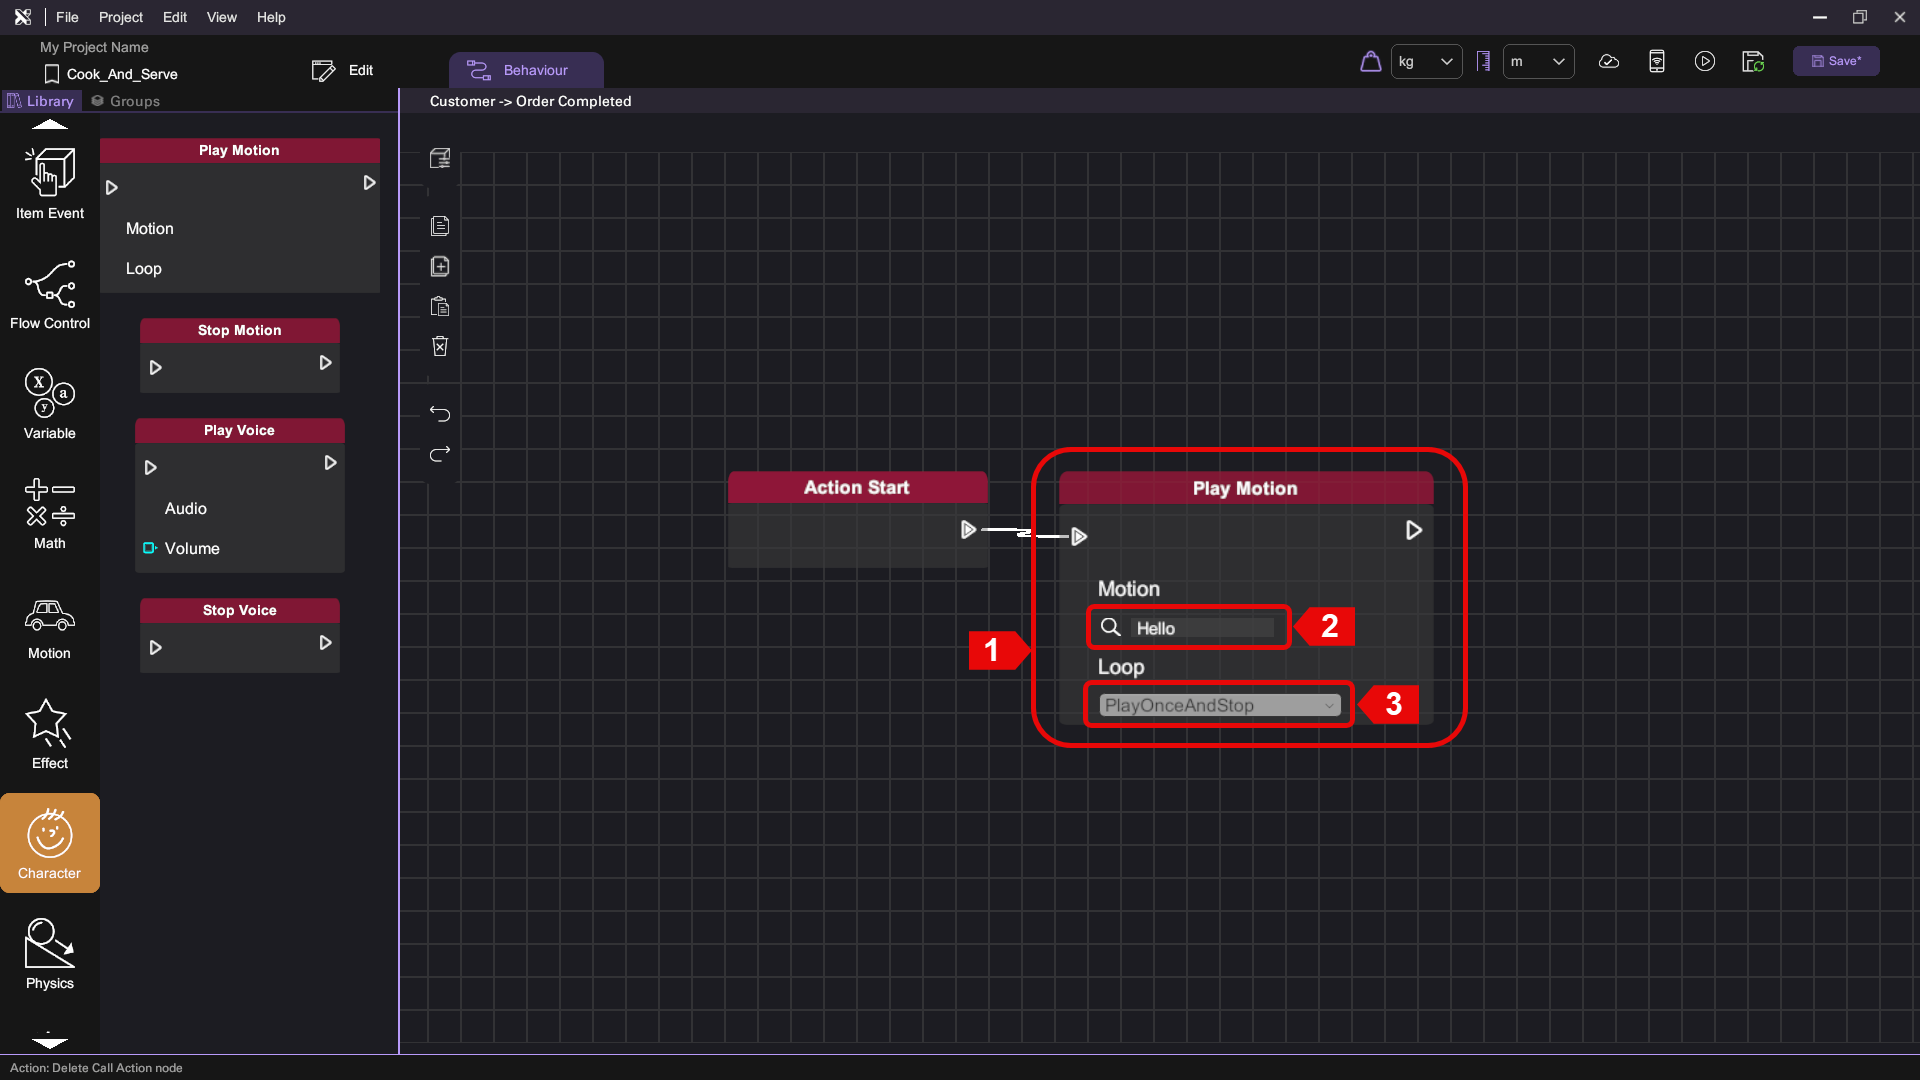 File Project Edit View Help
My Project Name
Cook_And_Serve
Edit
Behaviour
kg
m
Save*
Library Groups
Customer -> Order Completed
Item Event
Flow Control
X
a
y
Variable
Math
Motion
Effect
Character
Physics
Play Motion
Motion
Loop
Stop Motion
Play Voice
Audio
Volume
Stop Voice
Action Start
Play Motion
Motion
Hello
2
1
Loop
PlayOnceAndStop
3
Action: Delete Call Action node